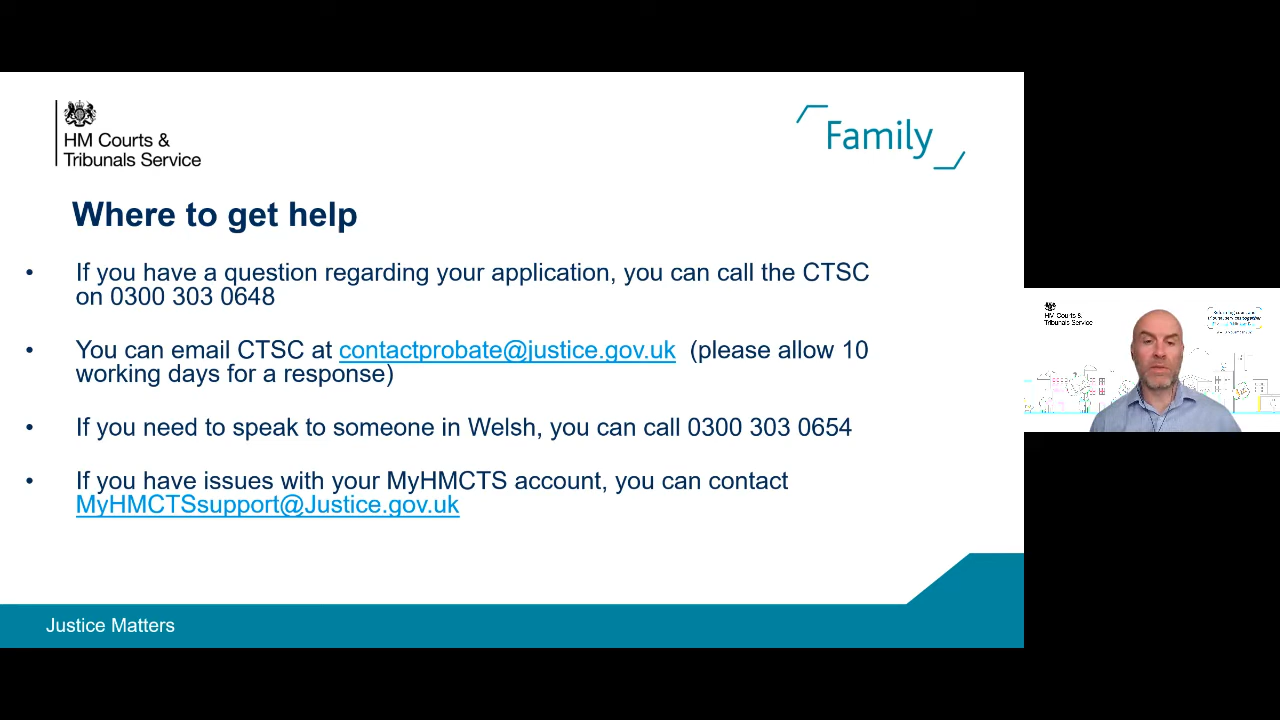 HM Courts &
Tribunals Service
Family
Where to get help
• If you have a question regarding your application, you can call the CTSC
on 0300 303 0648
• You can email CTSC at contactprobate@justice.gov.uk (please allow 10
working days for a response)
• If you need to speak to someone in Welsh, you can call 0300 303 0654
• If you have issues with your MyHMCTS account, you can contact
MyHMCTSsupport@Justice.gov.uk
Justice Matters
HM Courts &
Tribunals Service